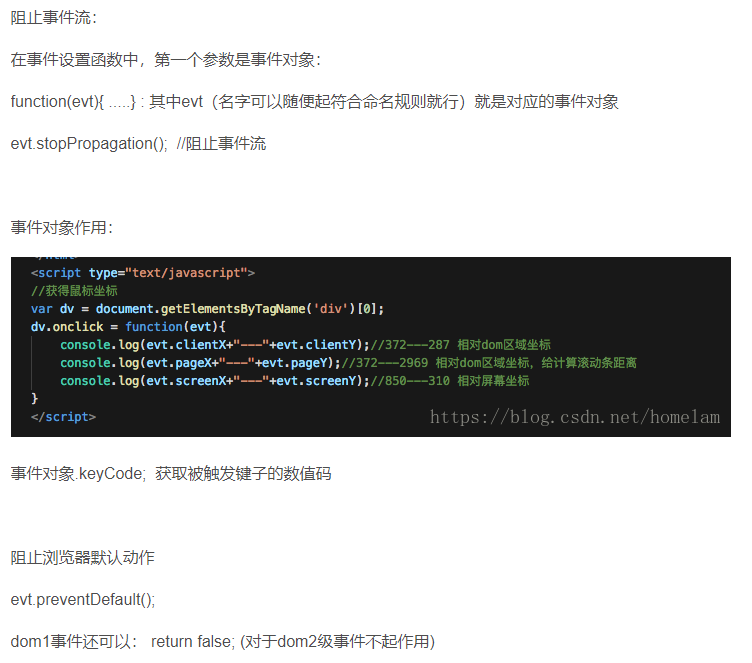 阻止事件流：
在事件设置函数中，第一个参数是事件对象：
function(evt){ .....} : 其中evt（名字可以随便起符合命名规则就行）就是对应的事件对象
evt.stopPropagation();  //阻止事件流
事件对象作用：
</html>
<script type="text/javascript">
//获得鼠标坐标
var dv = document.getElementsByTagName('div')[0];
dv.onclick = function(evt){
    console.log(evt.clientX+"---"+evt.clientY);//372---287 相对dom区域坐标
    console.log(evt.pageX+"---"+evt.pageY);//372---2969 相对dom区域坐标，给计算滚动条距离
    console.log(evt.screenX+"---"+evt.screenY);//850---310 相对屏幕坐标
}
</script>
https://blog.csdn.net/homelam
事件对象.keyCode;  获取被触发键子的数值码
阻止浏览器默认动作
evt.preventDefault();
dom1事件还可以： return false; (对于dom2级事件不起作用)